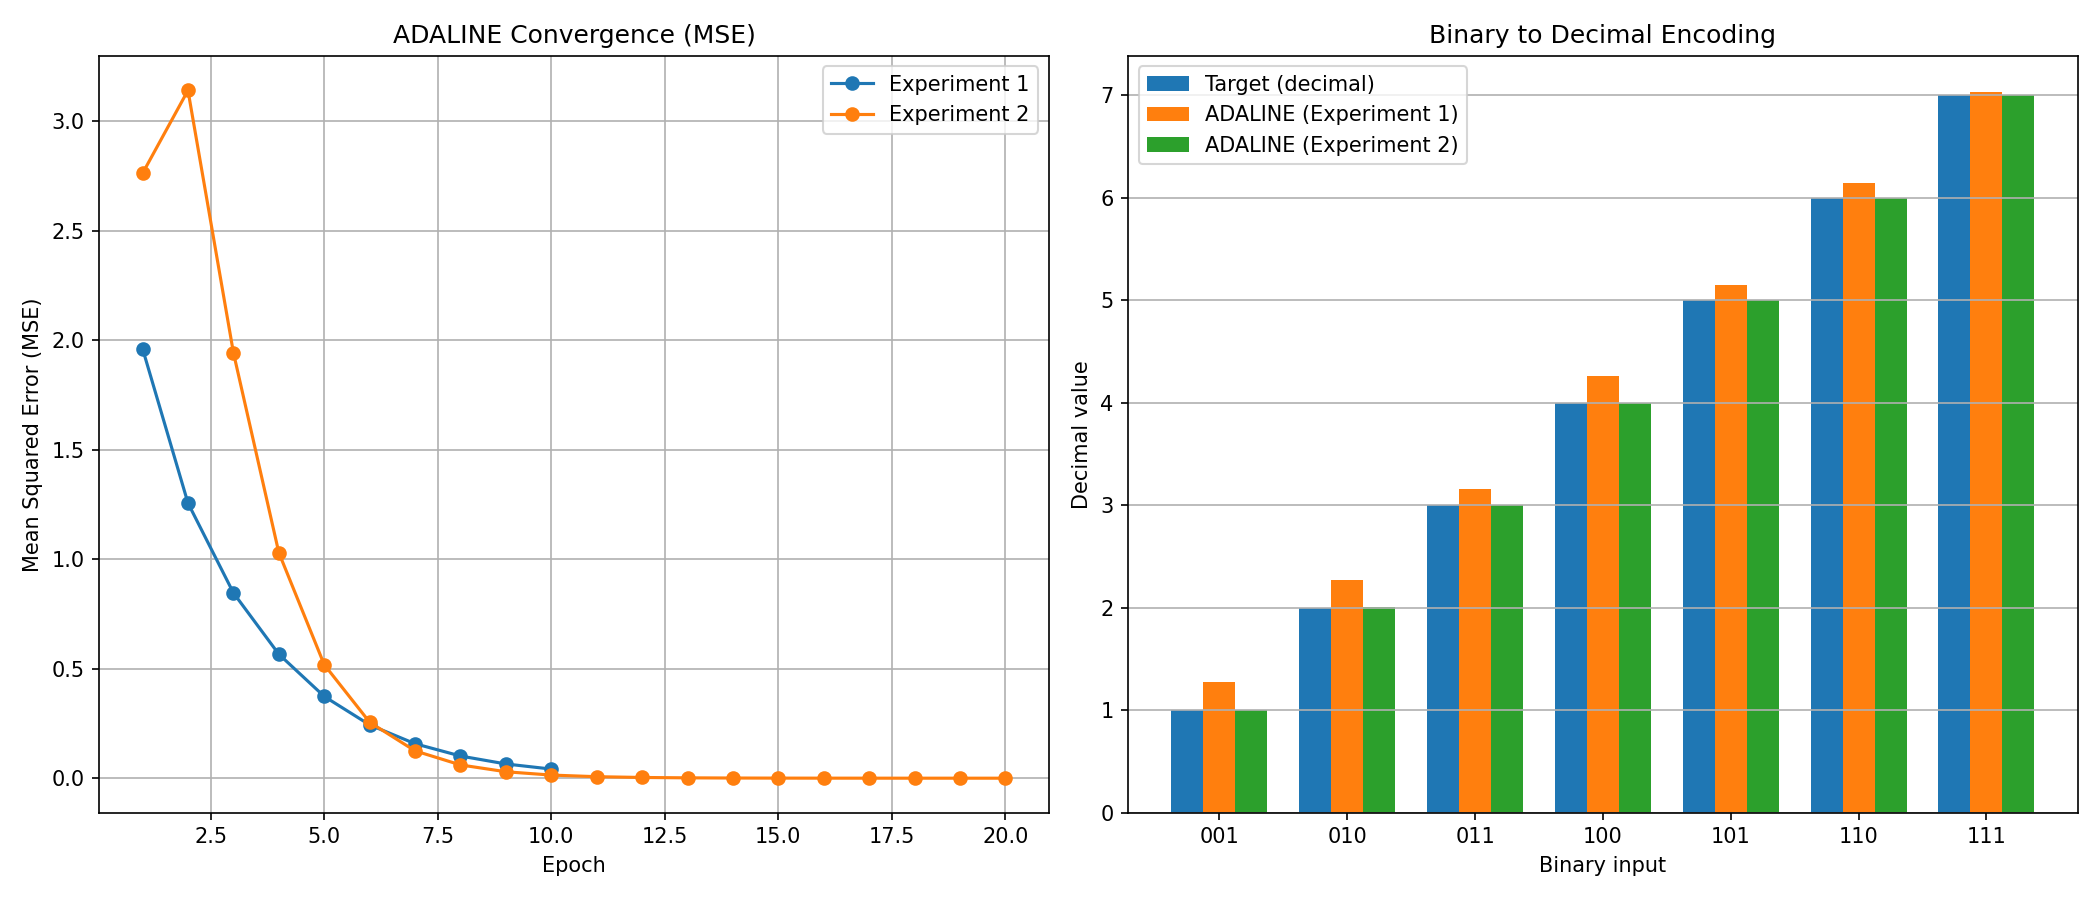 ADALINE Convergence (MSE)
Experiment 1
Experiment 2
3.0
2.5
2.0
1.5
1.0
0.5
0.0
Mean Squared Error (MSE)
2.5 5.0 7.5 10.0 12.5 15.0 17.5 20.0
Epoch
Binary to Decimal Encoding
Target (decimal)
ADALINE (Experiment 1)
ADALINE (Experiment 2)
7
6
5
4
3
2
1
0
Decimal value
001 010 011 100 101 110 111
Binary input